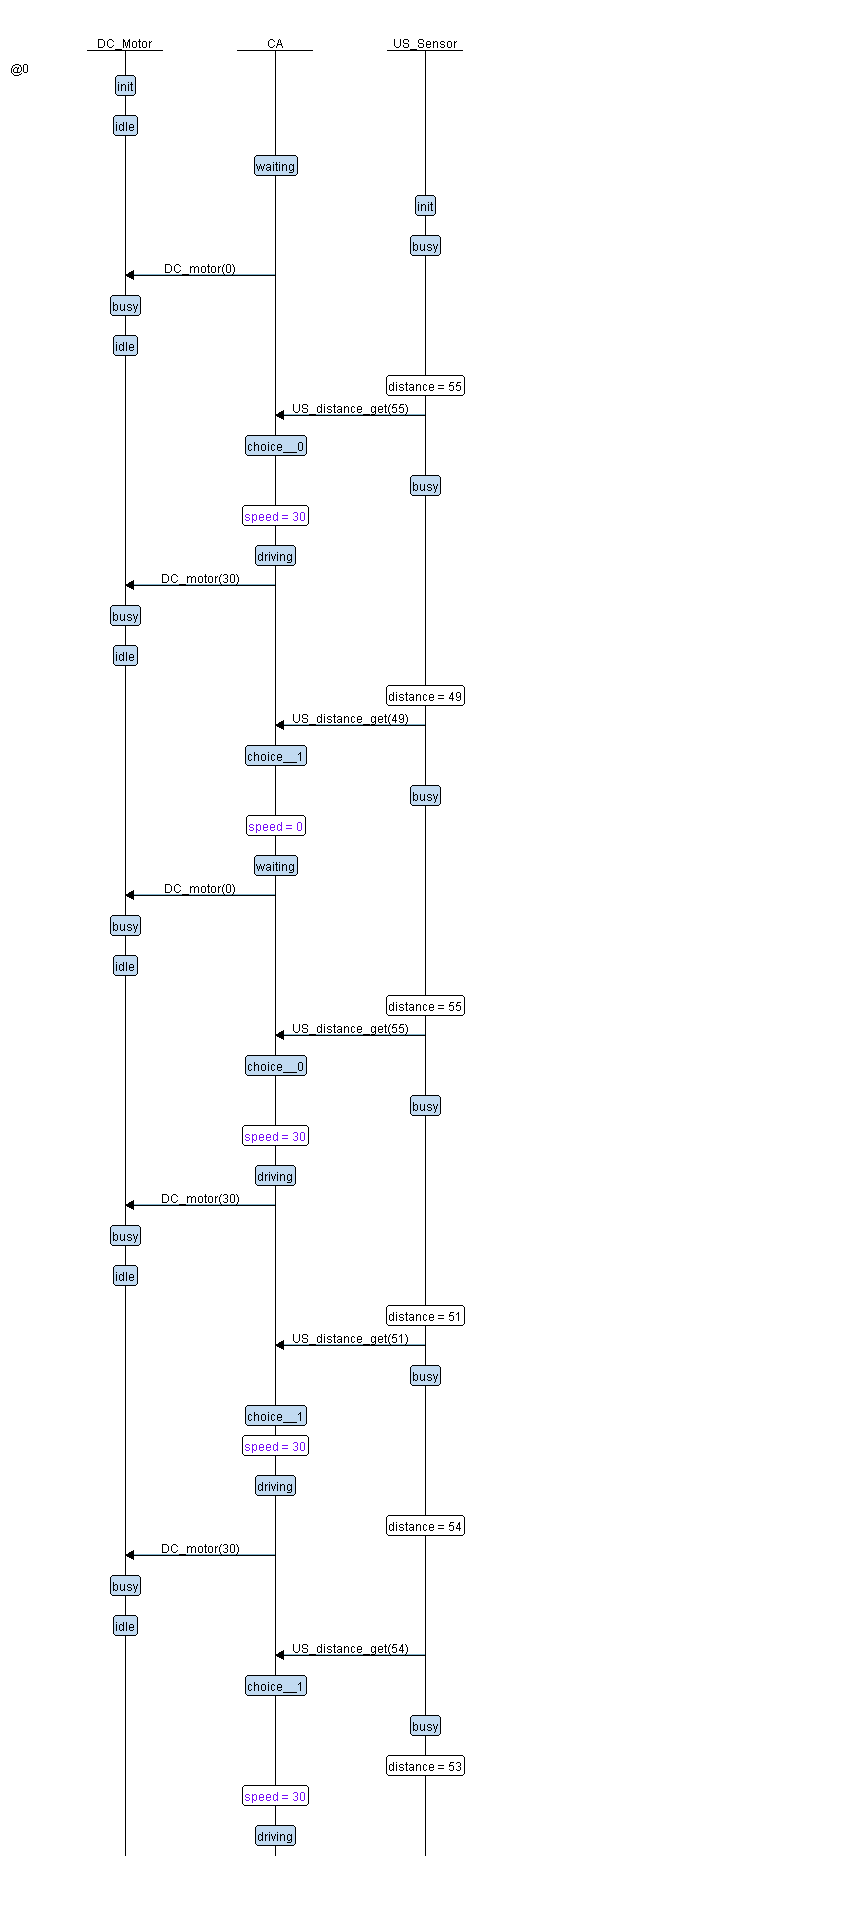 DC_Motor CA US_Sensor
@0
init
idle
waiting
init
busy
DC_motor(0)
busy
idle
distance = 55
US_distance_get(55)
choice__0
busy
speed = 30
driving
DC_motor(30)
busy
idle
distance = 49
US_distance_get(49)
choice__1
busy
speed = 0
waiting
DC_motor(0)
busy
idle
distance = 55
US_distance_get(55)
choice__0
busy
speed = 30
driving
DC_motor(30)
busy
idle
distance = 51
US_distance_get(51)
busy
choice__1
speed = 30
driving
distance = 54
DC_motor(30)
busy
idle
US_distance_get(54)
choice__1
busy
distance = 53
speed = 30
driving